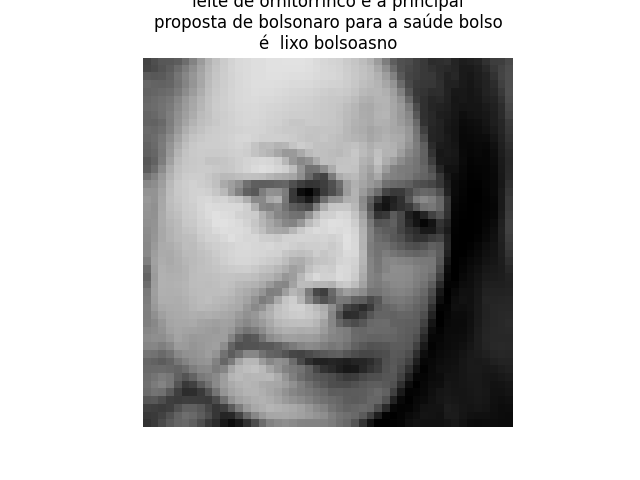 leite de ornitorrinco é a principal
proposta de bolsonaro para a saúde bolso
é  lixo bolsoasno